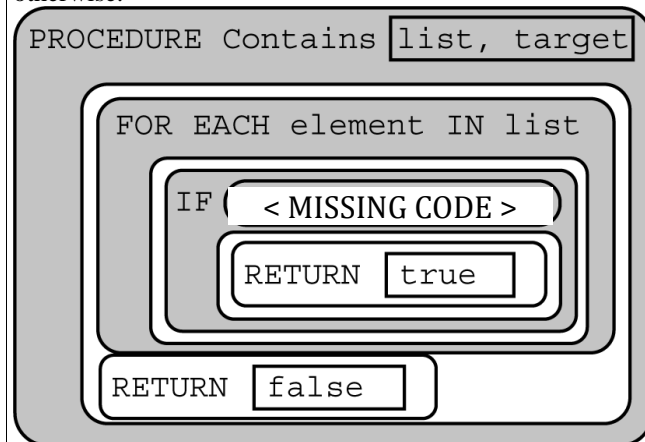 PROCEDURE Contains list, target
FOR EACH element IN list
IF < MISSING CODE >
RETURN true
RETURN false